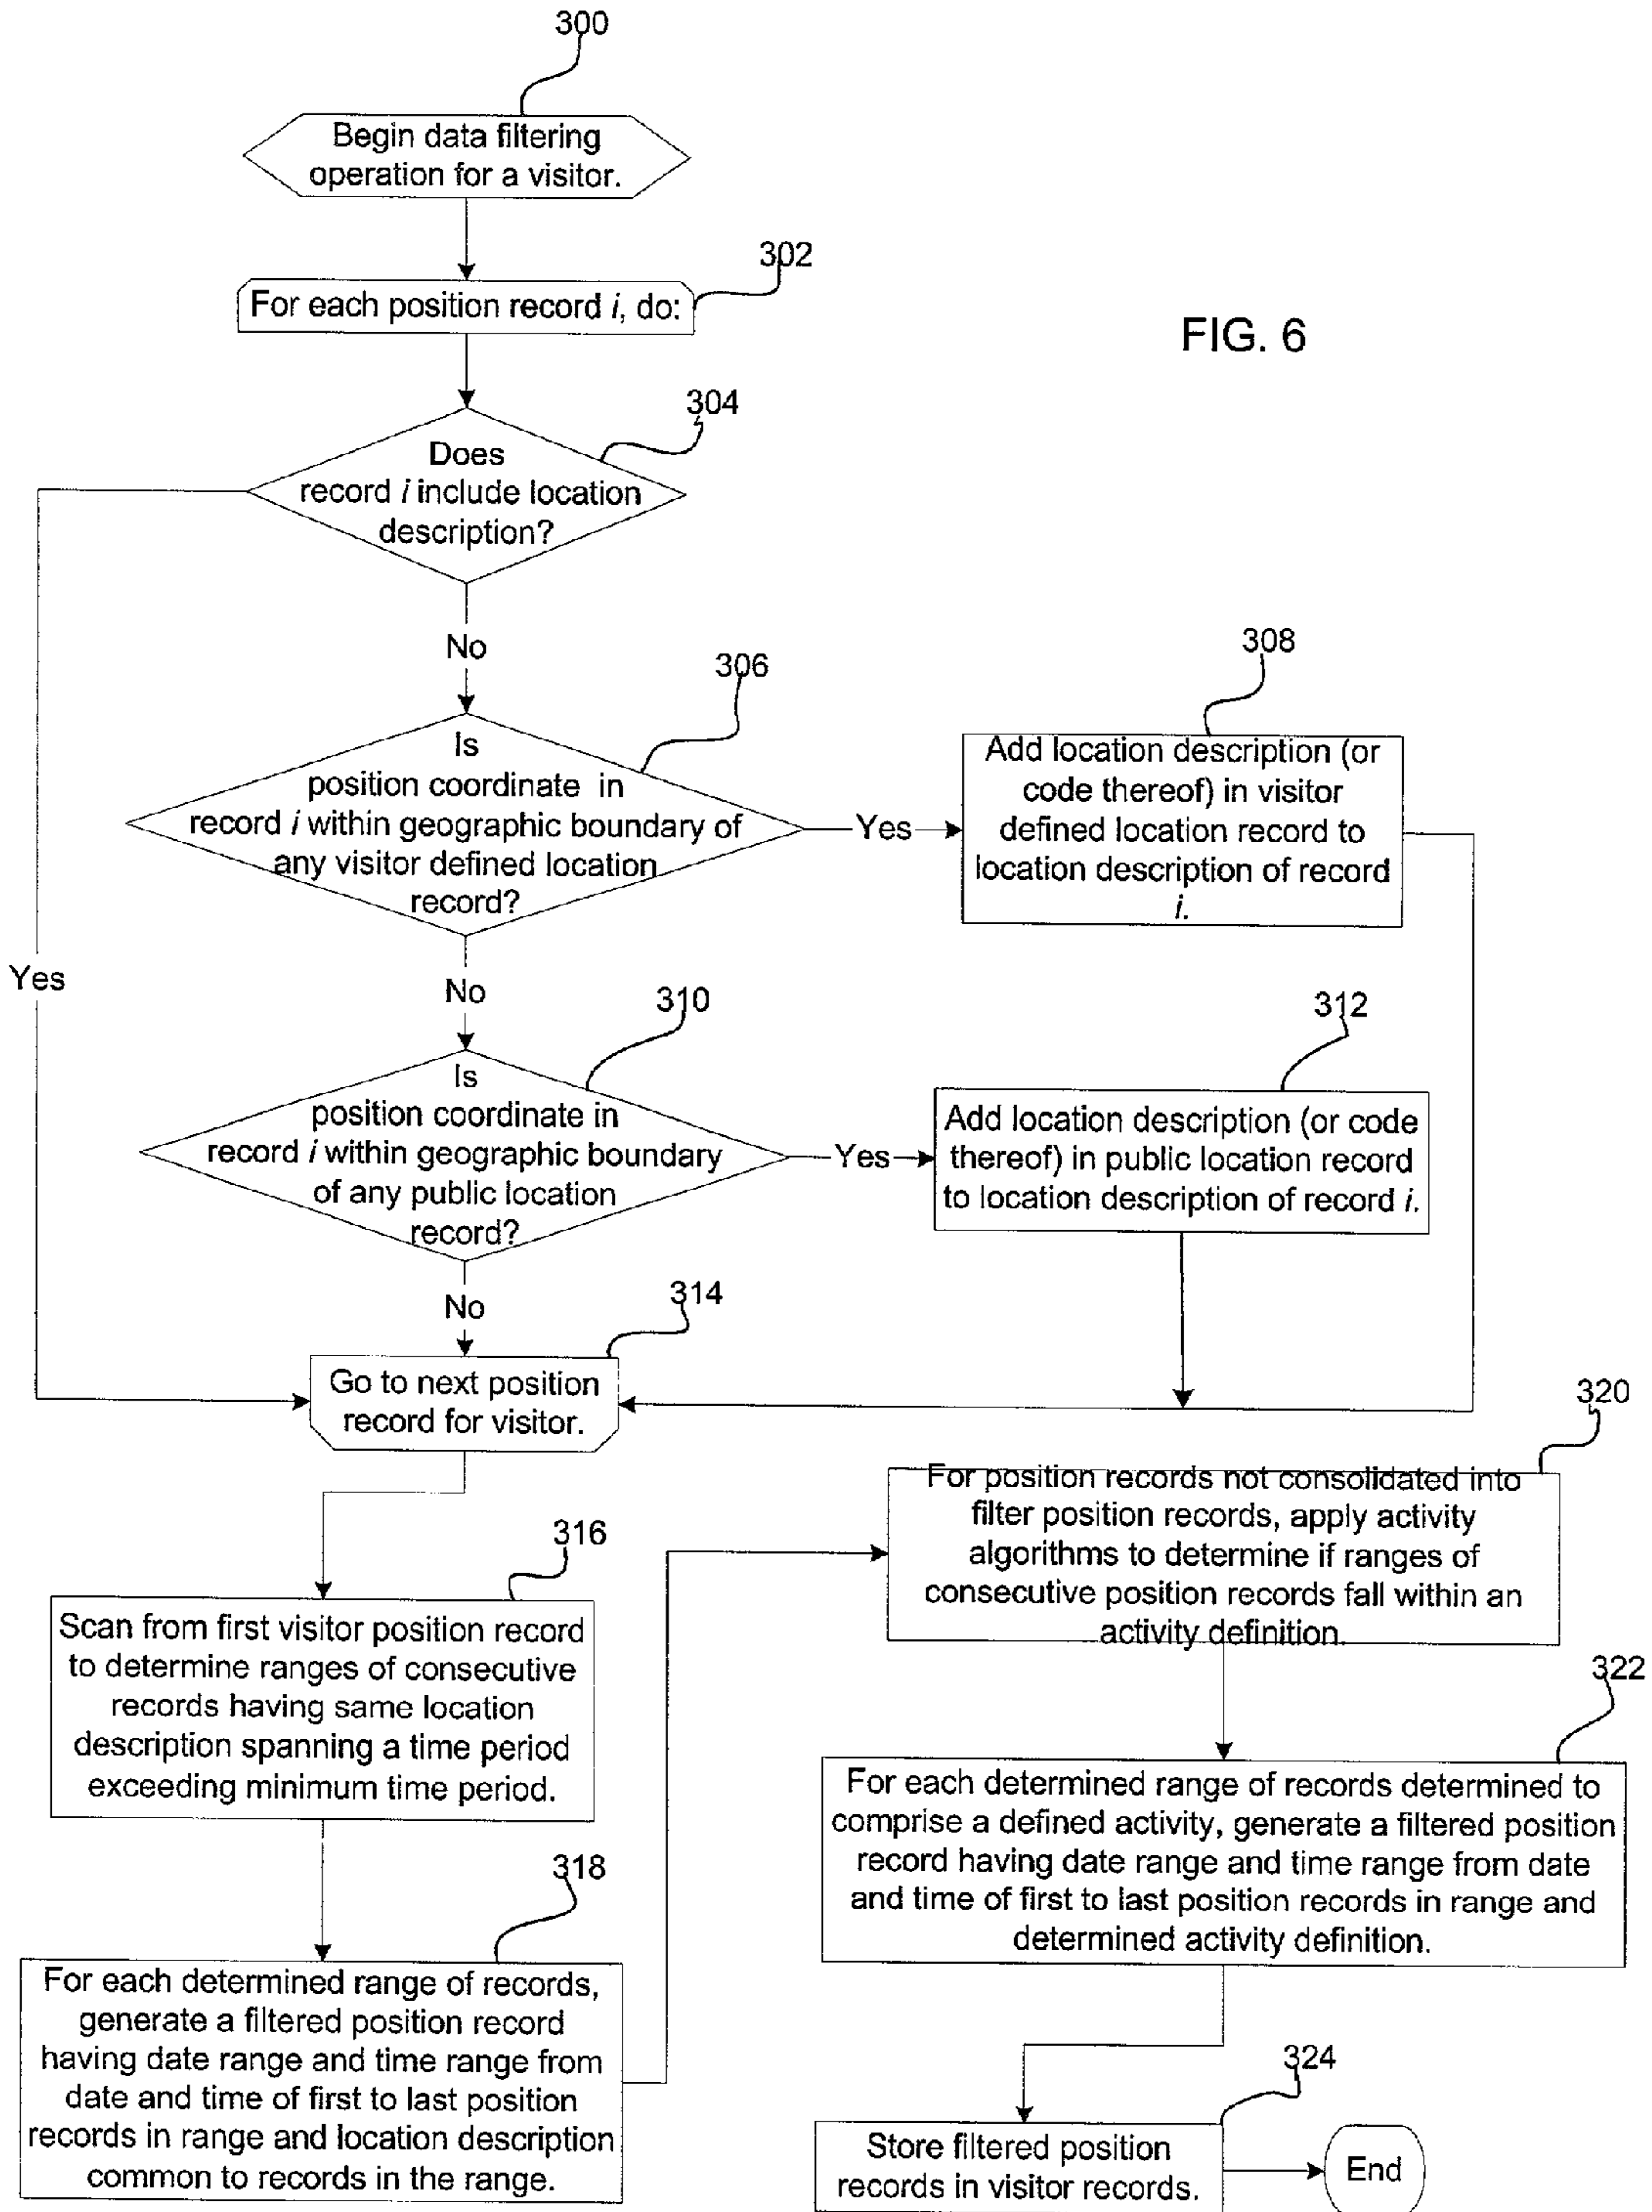 300
Begin data filtering
operation for a visitor.
302
For each position record i, do:
FIG. 6
304
Does
record i include location
description?
No
306
308
Is
position coordinate in
record i within geographic boundary of
any visitor defined location
record?
Yes
Add location description (or
code thereof) in visitor
defined location record to
location description of record
i.
Yes
No
310
312
Is
position coordinate in
record i within geographic boundary
of any public location
record?
Yes
Add location description (or code
thereof) in public location record
to location description of record i.
No
314
Go to next position
record for visitor.
316
Scan from first visitor position record
to determine ranges of consecutive
records having same location
description spanning a time period
exceeding minimum time period.
318
For each determined range of records,
generate a filtered position record
having date range and time range from
date and time of first to last position
records in range and location description
common to records in the range.
320
For position records not consolidated into
filter position records, apply activity
algorithms to determine if ranges of
consecutive position records fall within an
activity definition.
322
For each determined range of records determined to
comprise a defined activity, generate a filtered position
record having date range and time range from date
and time of first to last position records in range and
determined activity definition.
324
Store filtered position
records in visitor records.
End